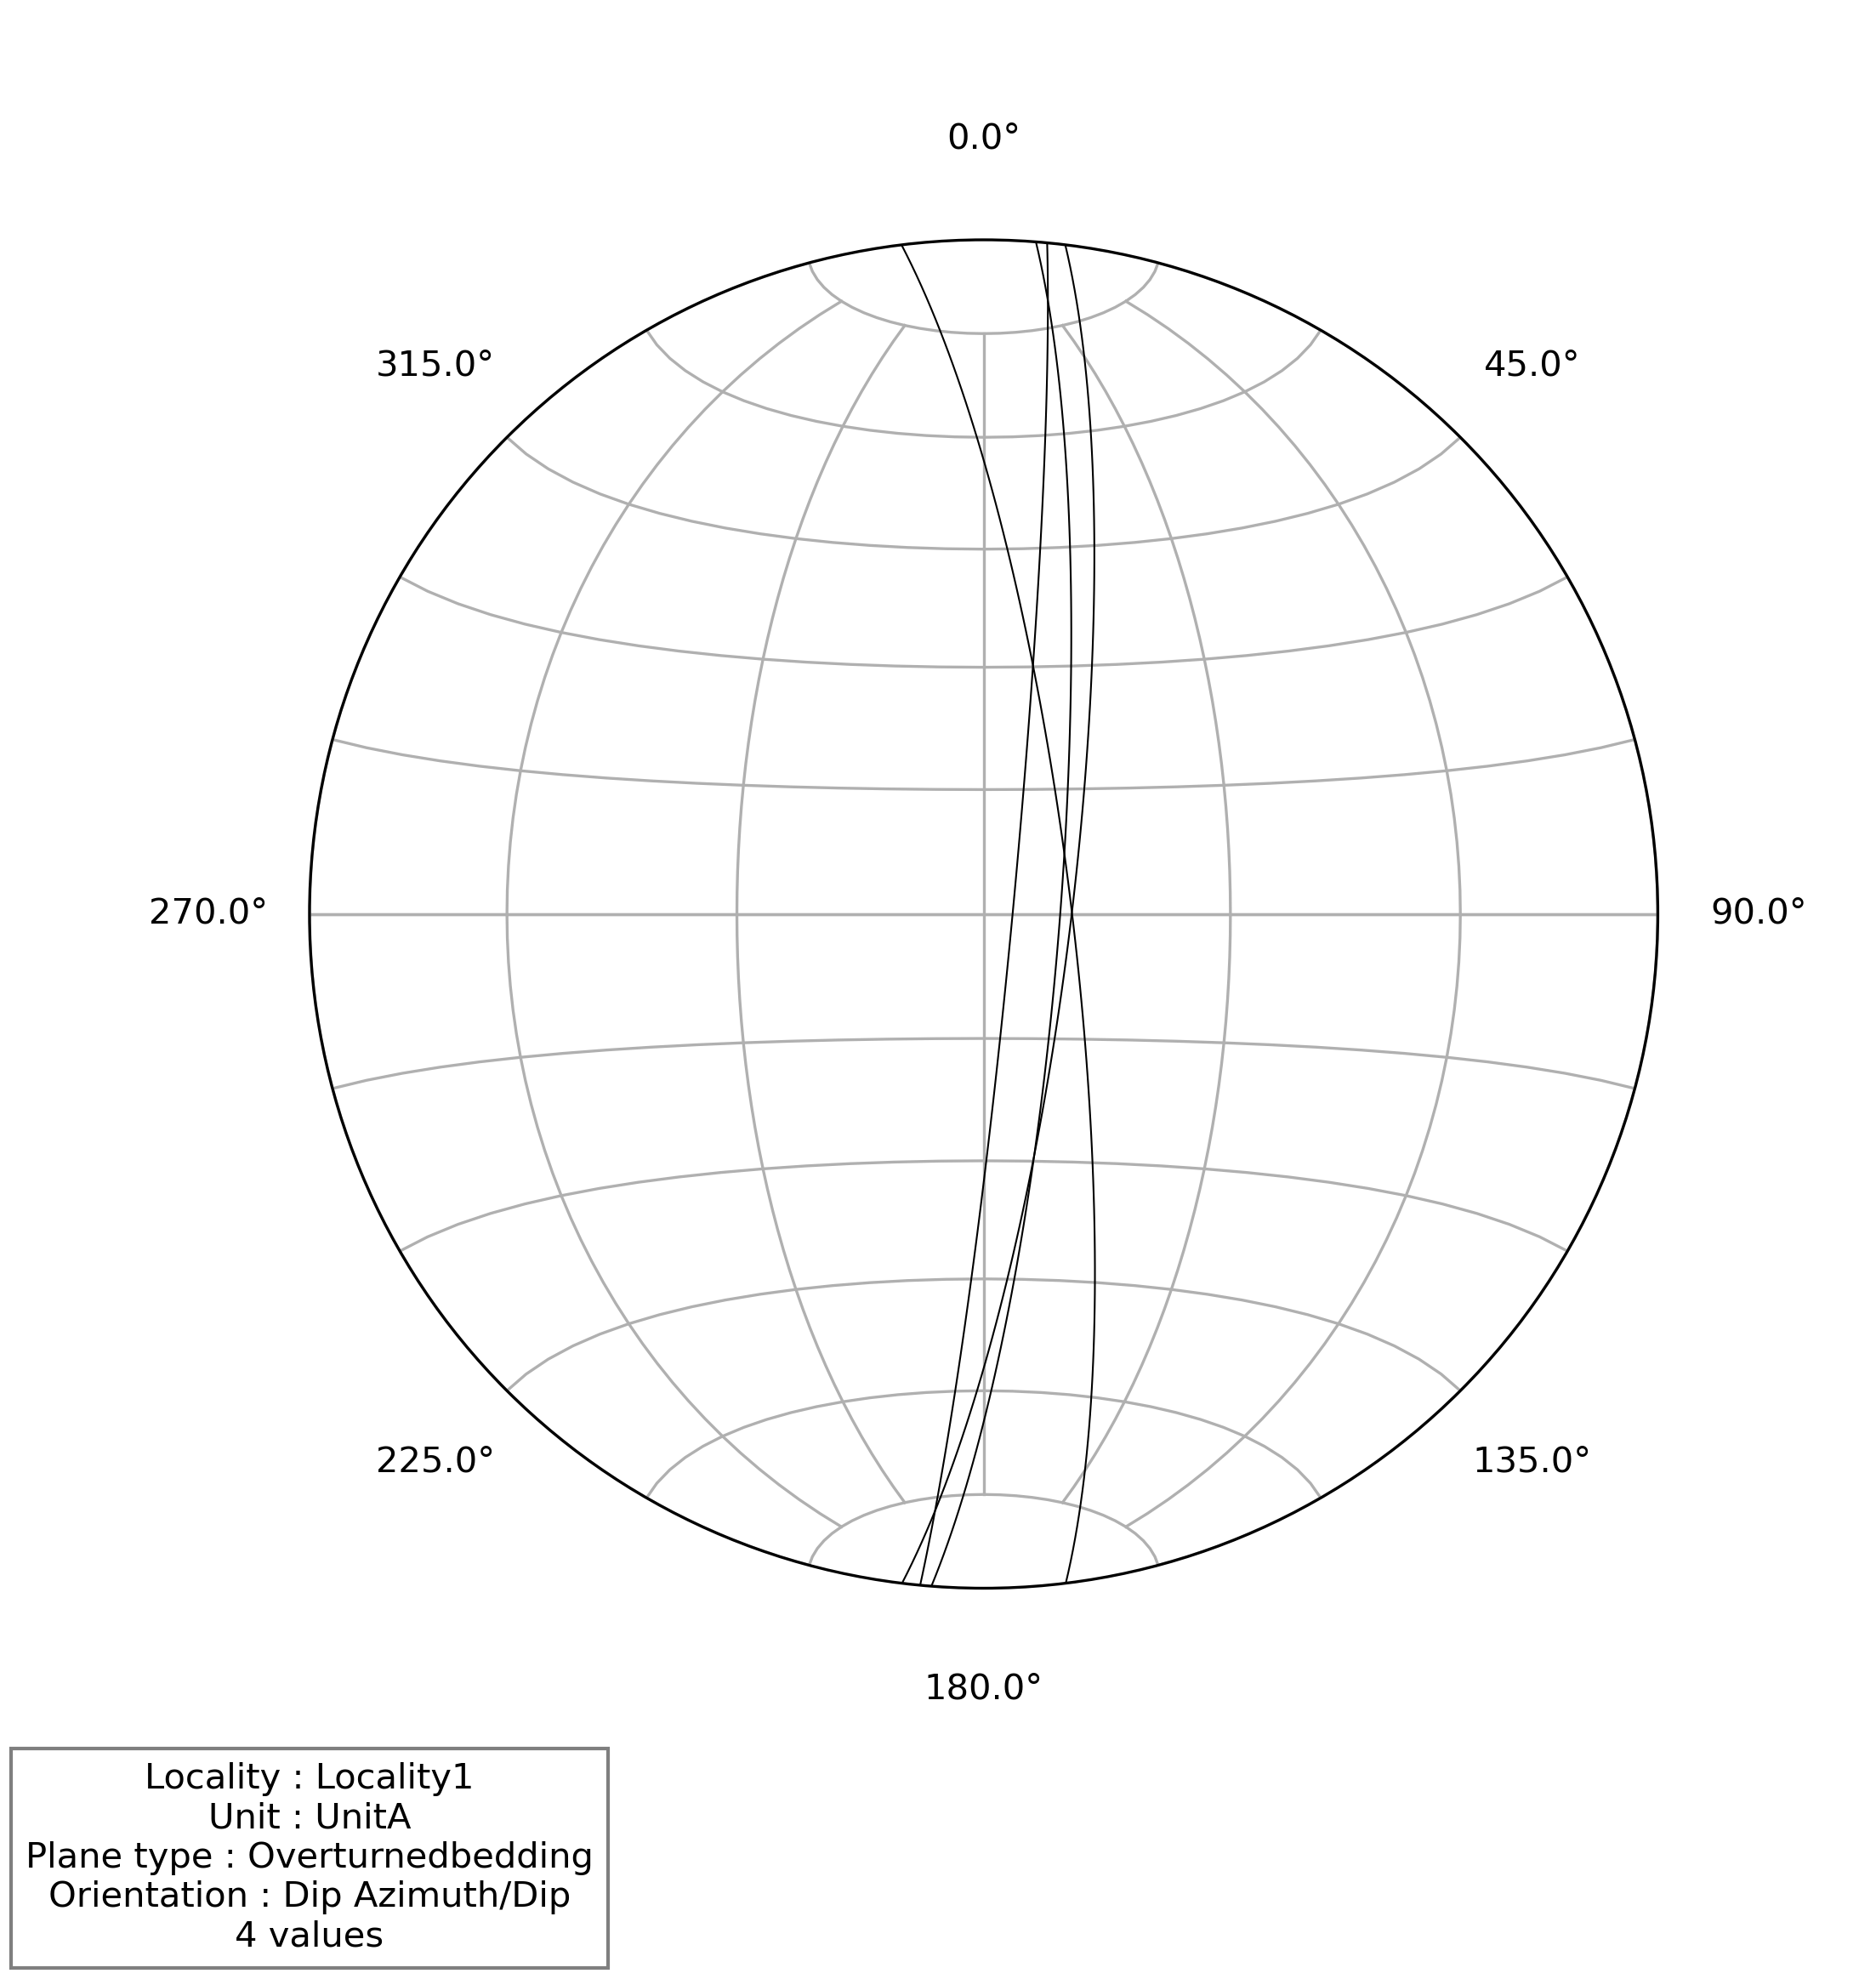 0.0°
315.0°
45.0°
270.0°
90.0°
225.0°
135.0°
180.0°
Locality : Locality1
Unit : UnitA
Plane type : Overturnedbedding
Orientation : Dip Azimuth/Dip
4 values